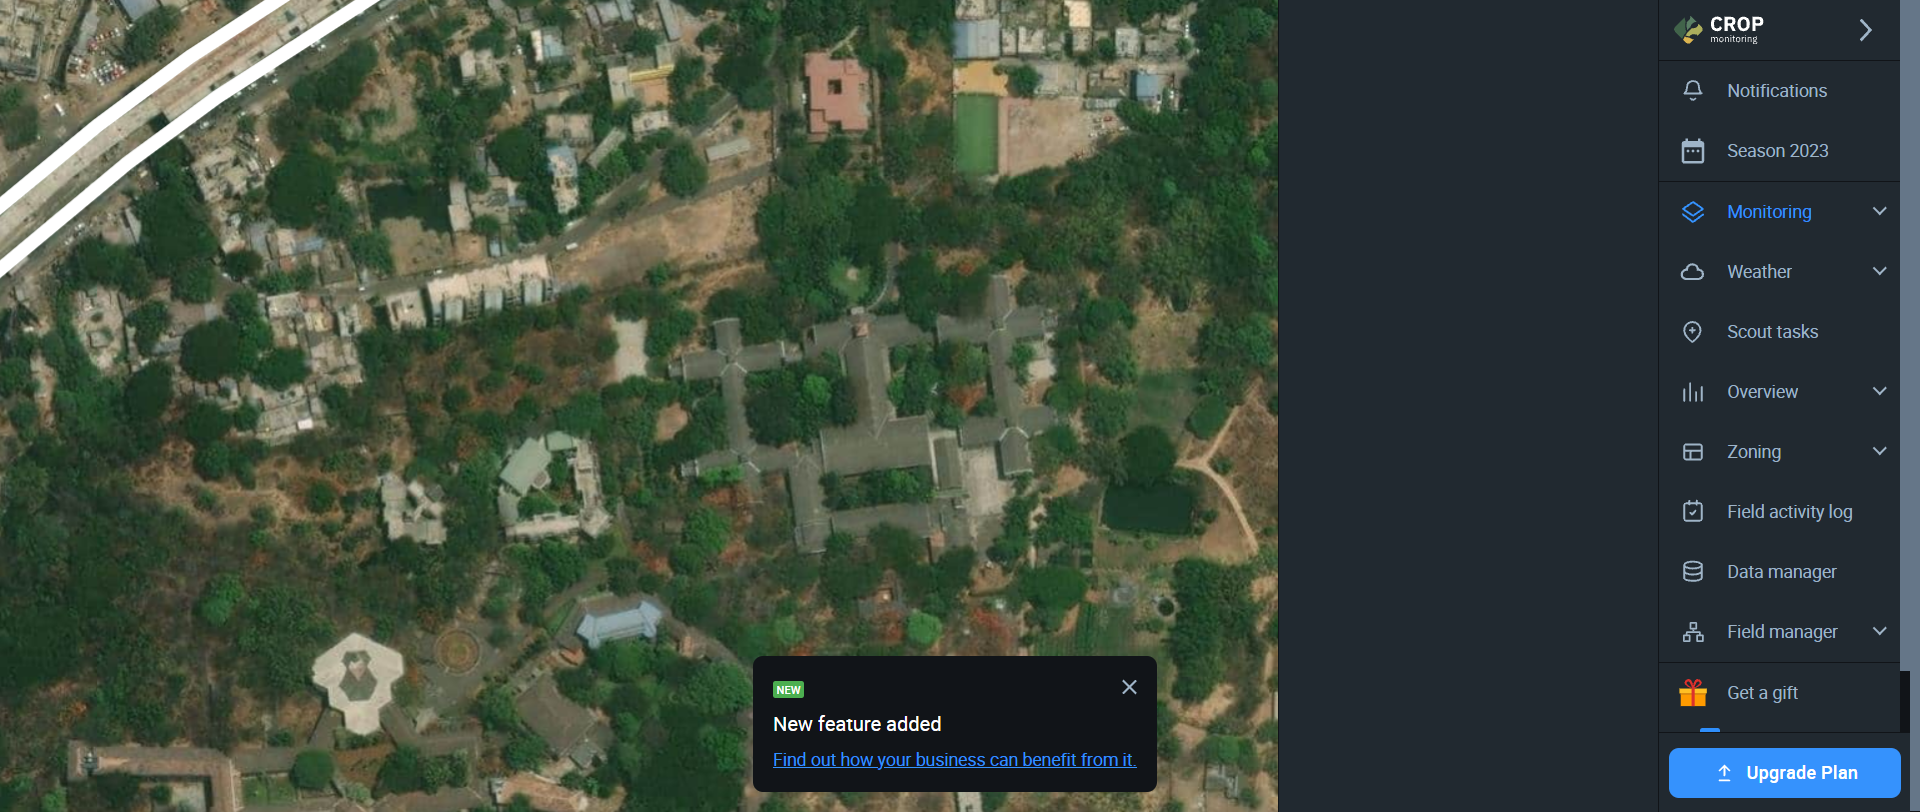 CROP
monitoring
Notifications
Season 2023
Monitoring
Weather
Scout tasks
Overview
Zoning
Field activity log
Data manager
Field manager
Get a gift
Upgrade Plan
NEW
New feature added
Find out how your business can benefit from it.